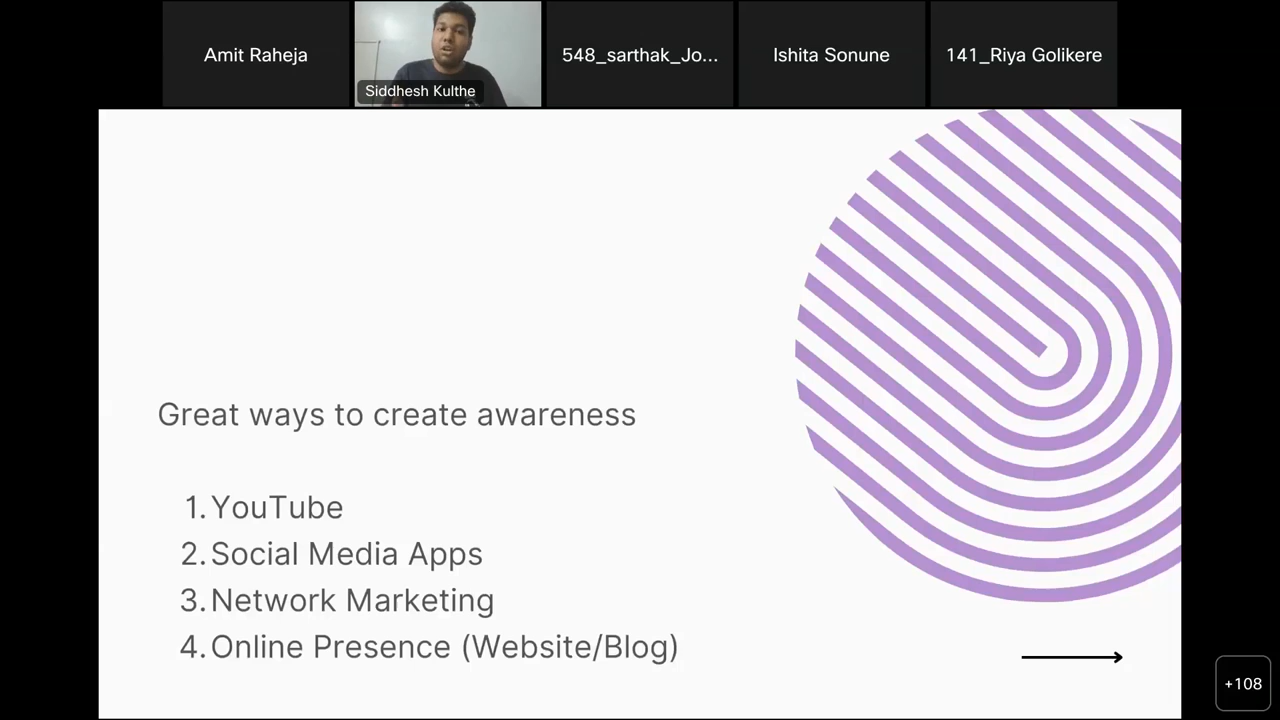 Amit Raheja
Siddhesh Kulthe
548_sarthak_Jo...
Ishita Sonune
141_Riya Golikere
Great ways to create awareness
1. YouTube
2. Social Media Apps
3. Network Marketing
4. Online Presence (Website/Blog)
+108